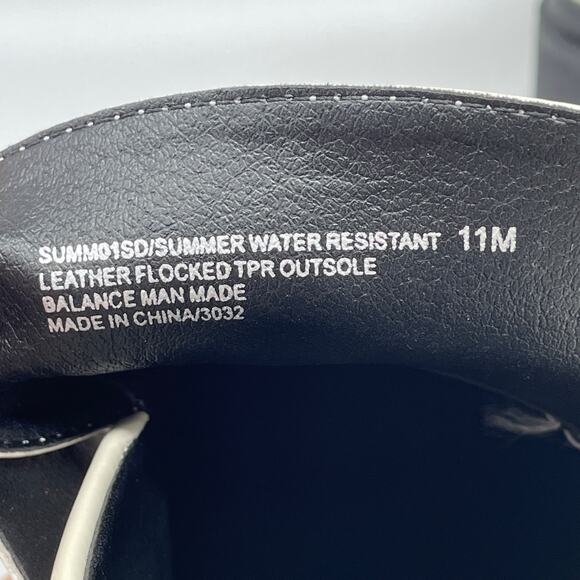 SUMM01SD/SUMMER WATER RESISTANT 11M
LEATHER FLOCKED TPR OUTSOLE
BALANCE MAN MADE
MADE IN CHINA/3032